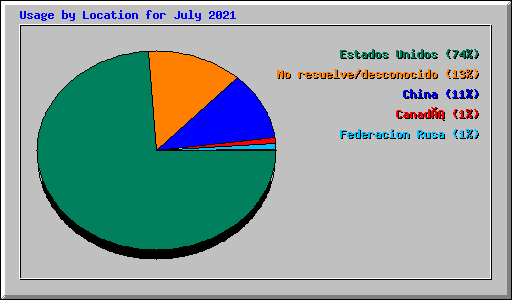 Usage by Location for July 2021
Estados Unidos (74%)
No resuelve/desconocido (13%)
China (11%)
(1%)
Federacion Rusa (1%)